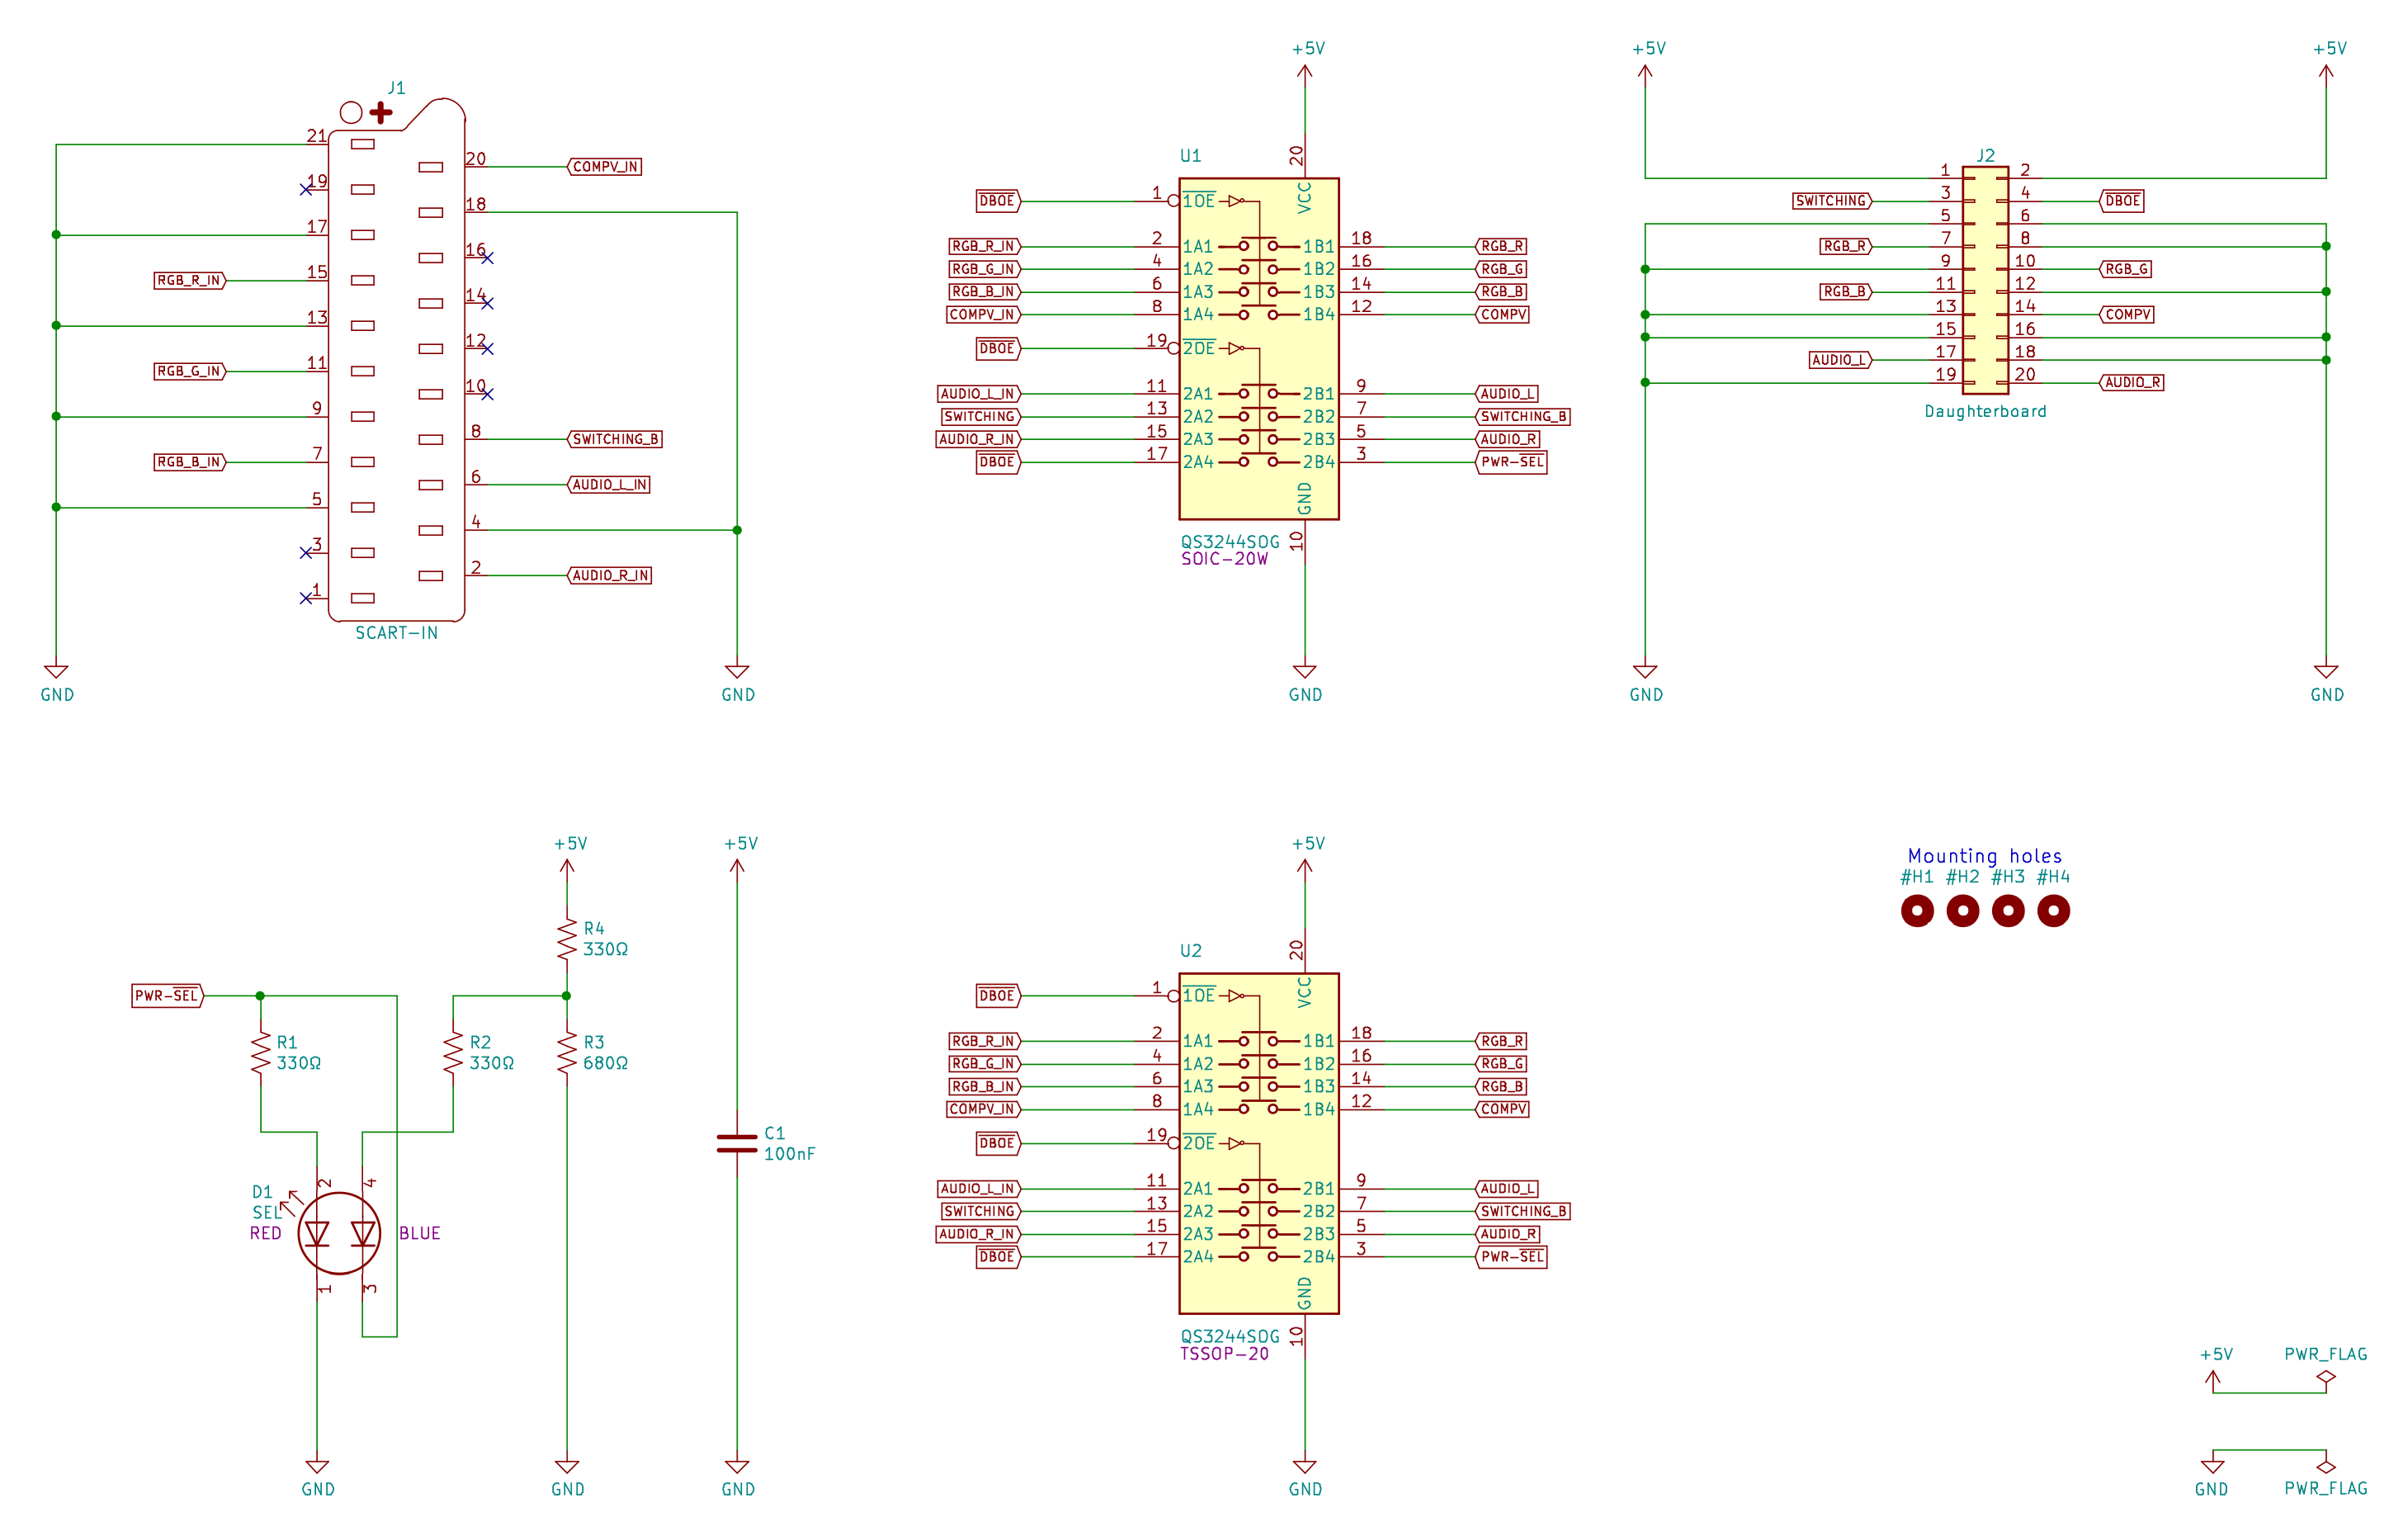 J1
21
20
COMPV_IN
19
18
17
16
RGB_R_IN
15
14
13
12
RGB_G_IN
11
10
9
8
SWITCHING_B
RGB_B_IN
7
6
AUDIO_L_IN
5
4
3
2
AUDIO_R_IN
1
SCART-IN
GND
GND
+5V
U1
20
VCC
DBOE 1 1OE
RGB_R_IN 2 1A1 1B1 18 RGB_R
RGB_G_IN 4 1A2 1B2 16 RGB_G
RGB_B_IN 6 1A3 1B3 14 RGB_B
COMPV_IN 8 1A4 1B4 12 COMPV
DBOE 19 2OE
AUDIO_L_IN 11 2A1 2B1 9 AUDIO_L
SWITCHING 13 2A2 2B2 7 SWITCHING_B
AUDIO_R_IN 15 2A3 2B3 5 AUDIO_R
DBOE 17 2A4 2B4 3 PWR-SEL
GND
10
QS3244SOG
SOIC-20W
GND
+5V
+5V
J2
1 2
SWITCHING 3 4 DBOE
5 6
RGB_R 7 8
9 10 RGB_G
RGB_B 11 12
13 14 COMPV
15 16
AUDIO_L 17 18
19 20 AUDIO_R
Daughterboard
GND
GND
+5V
R4
330Ω
PWR-SEL
R1
330Ω
R2
330Ω
R3
680Ω
2
4
D1
SEL
RED
BLUE
1
3
GND
GND
+5V
C1
100nF
GND
+5V
U2
20
VCC
DBOE 1 1OE
RGB_R_IN 2 1A1 1B1 18 RGB_R
RGB_G_IN 4 1A2 1B2 16 RGB_G
RGB_B_IN 6 1A3 1B3 14 RGB_B
COMPV_IN 8 1A4 1B4 12 COMPV
DBOE 19 2OE
AUDIO_L_IN 11 2A1 2B1 9 AUDIO_L
SWITCHING 13 2A2 2B2 7 SWITCHING_B
AUDIO_R_IN 15 2A3 2B3 5 AUDIO_R
DBOE 17 2A4 2B4 3 PWR-SEL
GND
10
QS3244SOG
TSSOP-20
GND
Mounting holes
#H1 #H2 #H3 #H4
+5V PWR_FLAG
GND PWR_FLAG